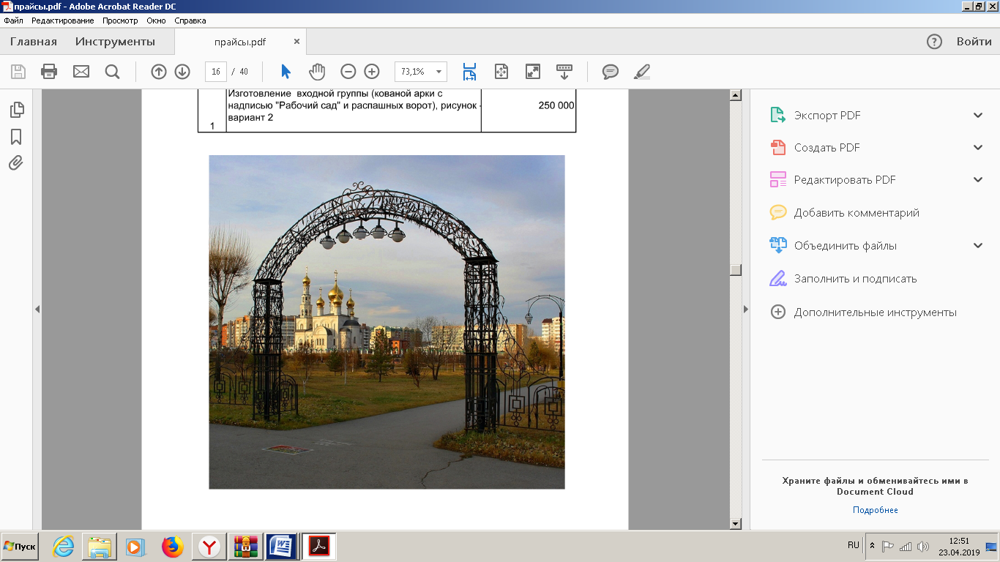 прайсы.pdf - Adobe Acrobat Reader DC
Файл Редактирование Просмотр Окно Справка
Главная Инструменты прайсы.pdf × Войти
16 / 40 73,1%
Изготовление входной группы (кованой арки с
надписью "Рабочий сад" и распашных ворот), рисунок -
вариант 2
250 000
1
Экспорт PDF
Создать PDF
Редактировать PDF
Добавить комментарий
Объединить файлы
Заполнить и подписать
Дополнительные инструменты
Храните файлы и обменивайтесь ими в
Document Cloud
Подробнее
Пуск
RU
12:51
23.04.2019